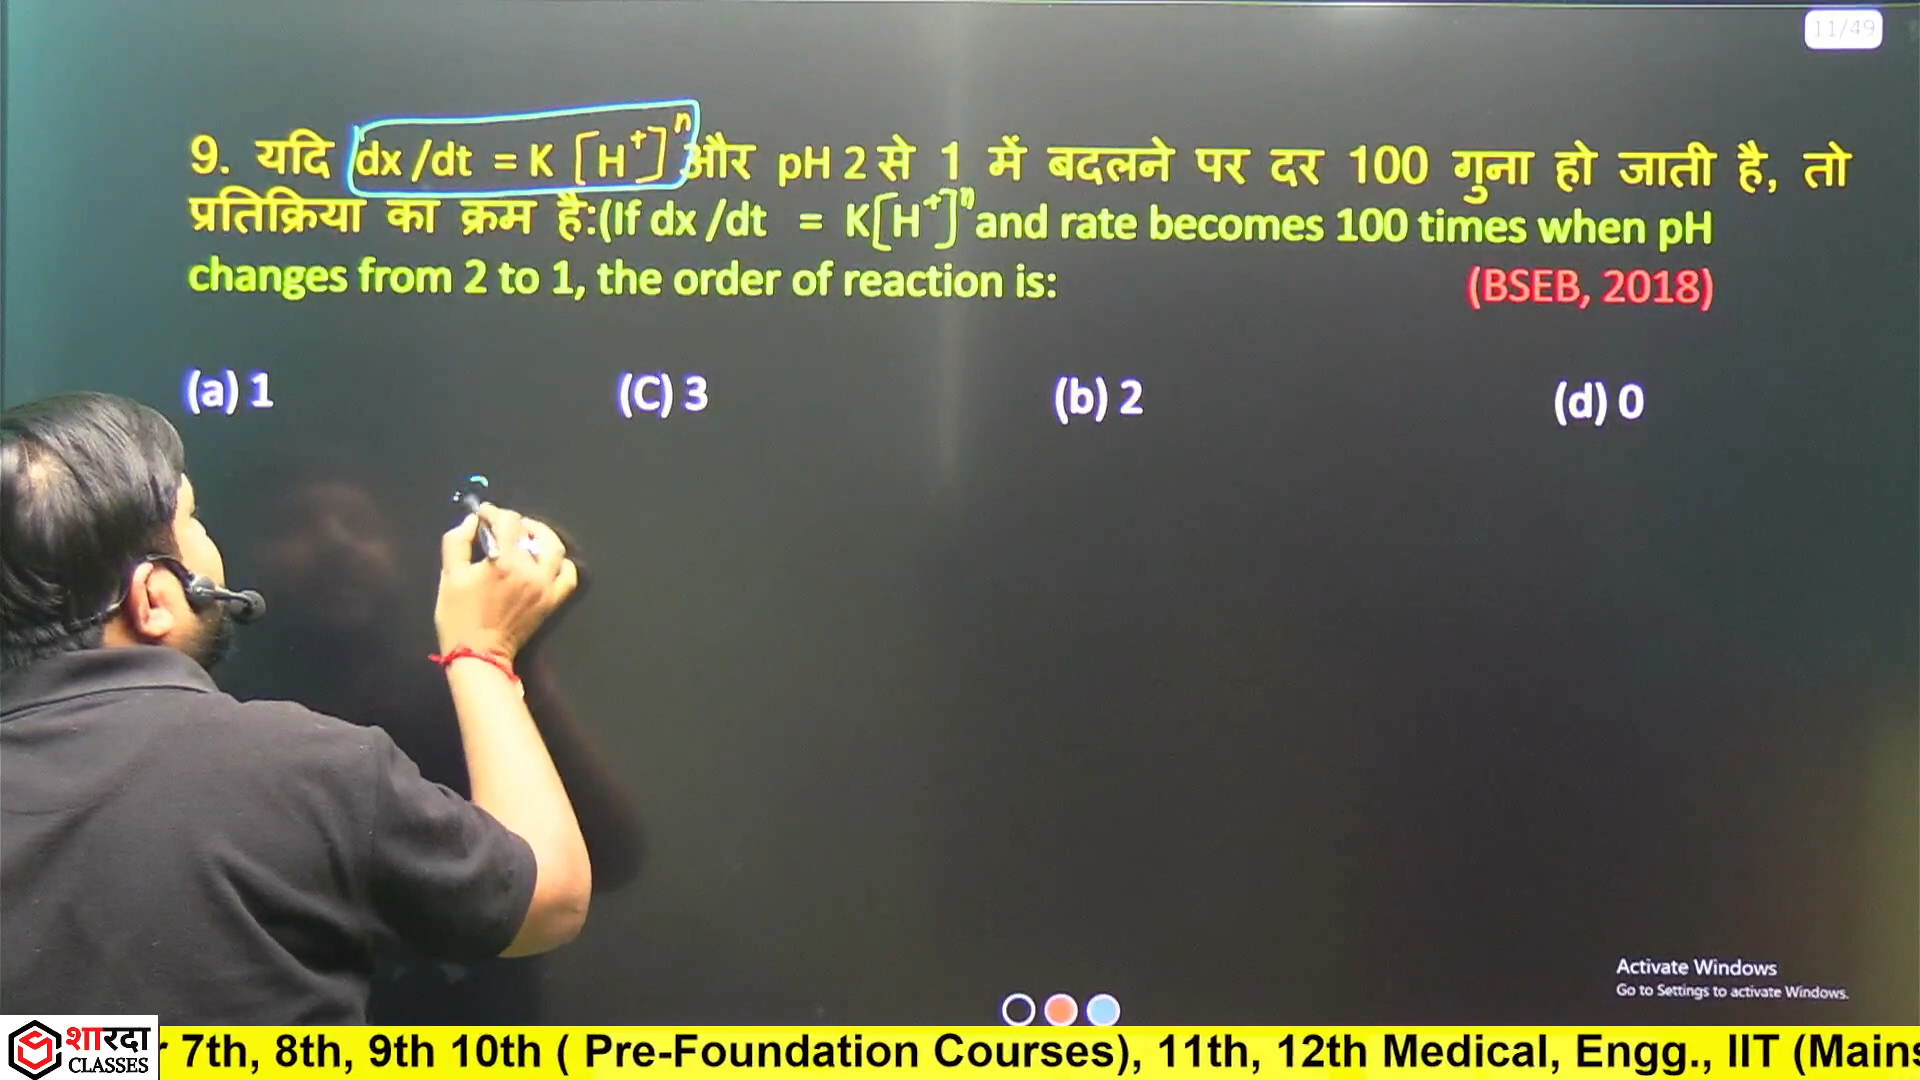 11/49
9. यदि dx/dt = K [H⁺]ⁿ और pH 2 से 1 में बदलने पर दर 100 गुना हो जाती है, तो
प्रतिक्रिया का क्रम है:(If dx/dt = K[H⁺]ⁿ and rate becomes 100 times when pH
changes from 2 to 1, the order of reaction is: (BSEB, 2018)
(a) 1 (C) 3 (b) 2 (d) 0
Activate Windows
Go to Settings to activate Windows.
शारदा
CLASSES
7th, 8th, 9th 10th ( Pre-Foundation Courses), 11th, 12th Medical, Engg., IIT (Mains